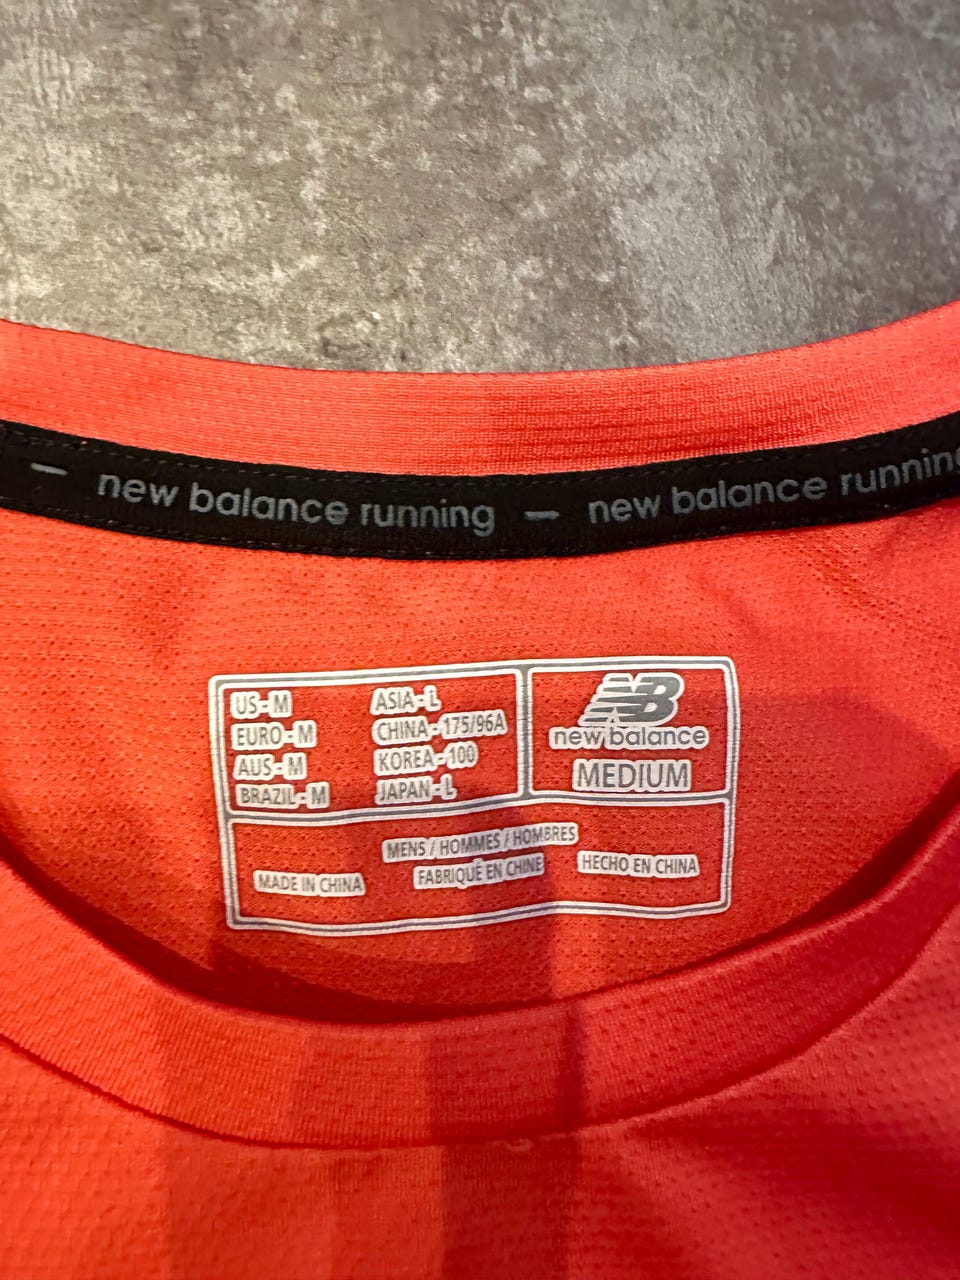 — new balance running — new balance running
US - M
EURO - M
AUS - M
BRAZIL - M
ASIA - L
CHINA - 175/96A
KOREA - 100
JAPAN - L
NB
new balance
MEDIUM
MENS / HOMMES / HOMBRES
MADE IN CHINA
FABRIQUÉ EN CHINE
HECHO EN CHINA